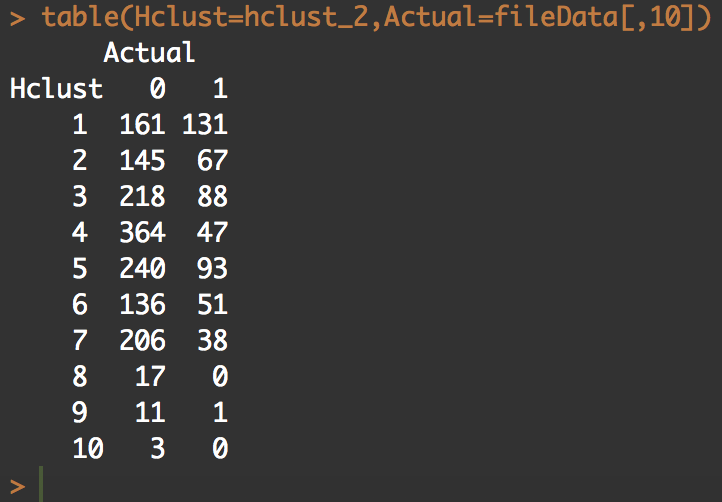 > table(Hclust=hclust_2,Actual=fileData[,10])
      Actual
Hclust   0   1
    1  161 131
    2  145  67
    3  218  88
    4  364  47
    5  240  93
    6  136  51
    7  206  38
    8   17   0
    9   11   1
    10   3   0
>